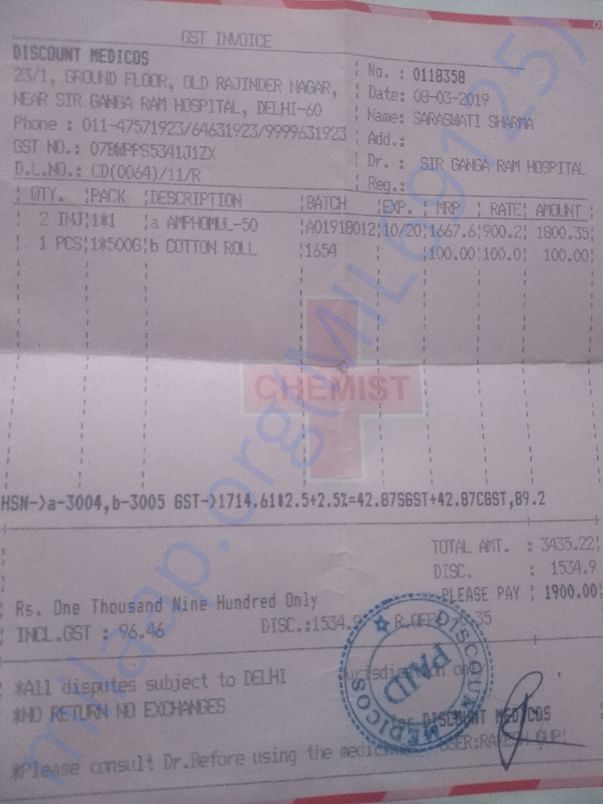 GST INVOICE
DISCOUNT MEDICOS
23/1, GROUND FLOOR, OLD RAJINDER NAGAR,
NEAR SIR GANGA RAM HOSPITAL, DELHI-60
Phone : 011-47571923/64631923/9999631923
GST NO.: 07BWPPS5341J1ZX
D.L.NO.: CD(0064)/11/R
No. : 0118358
Date: 08-03-2019
Name: SARASWATI SHARMA
Add.:
Dr. : SIR GANGA RAM HOSPITAL
Reg.:
QTY. PACK DESCRIPTION BATCH EXP. MRP RATE AMOUNT
2 INJ 1*1 a AMPHOMUL-50 A01918012 10/20 1667.6 900.2 1800.35
1 PCS 1*500G b COTTON ROLL 1654 100.00 100.0 100.00
CHEMIST
HSN->a-3004,b-3005 GST->1714.61*2.5+2.5%=42.87SGST+42.87CGST,89.2
TOTAL AMT. : 3435.22
DISC. : 1534.9
PLEASE PAY 1900.00
Rs. One Thousand Nine Hundred Only
INCL.GST : 96.46 DISC.:1534.9 R.OFF
*All disputes subject to DELHI Jurisdiction only
*NO RETURN NO EXCHANGES
DISCOUNT MEDICOS
*Please consult Dr.Before using the
DISCOUNT MEDICOS
PAID
milaap.org(MIL69125)